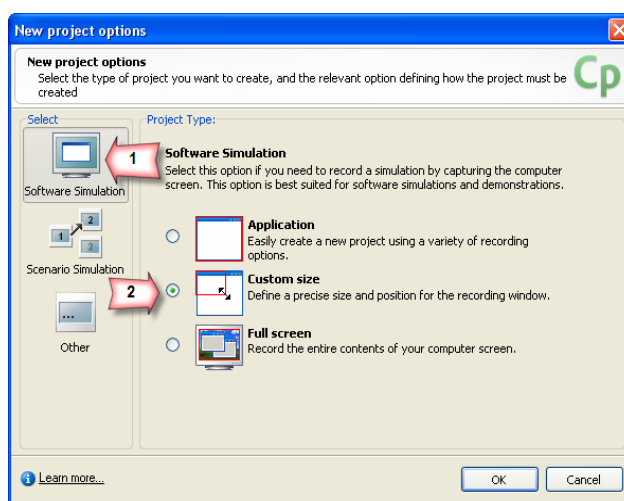 New project options
New project options
Select the type of project you want to create, and the relevant option defining how the project must be
created
Cp
Select
Project Type:
1
Software Simulation
Software Simulation
Select this option if you need to record a simulation by capturing the computer
screen. This option is best suited for software simulations and demonstrations.
1
2
2
Scenario Simulation
Application
Easily create a new project using a variety of recording
options.
2
Custom size
Define a precise size and position for the recording window.
...
Other
Full screen
Record the entire contents of your computer screen.
Learn more...
OK
Cancel